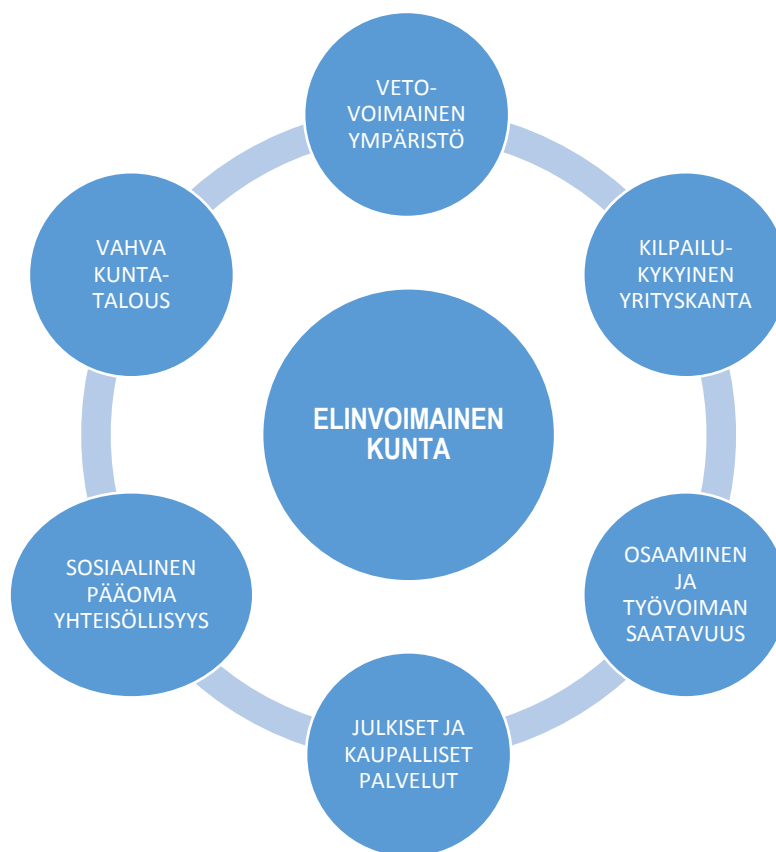 VETO-
VOIMAINEN
YMPÄRISTÖ
KILPAILU-
KYKYINEN
YRITYSKANTA
OSAAMINEN
JA
TYÖVOIMAN
SAATAVUUS
JULKISET JA
KAUPALLISET
PALVELUT
SOSIAALINEN
PÄÄOMA
YHTEISÖLLISYYS
VAHVA
KUNTA-
TALOUS
ELINVOIMAINEN
KUNTA